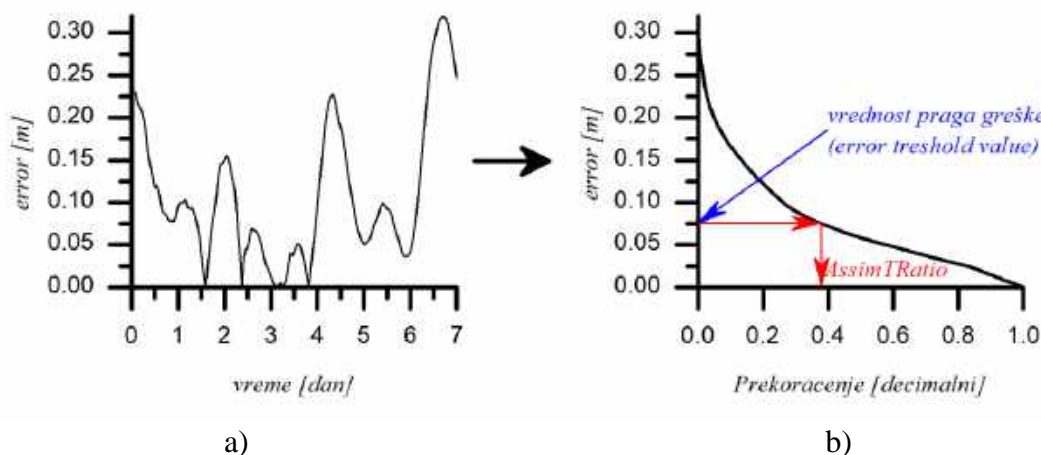 error [m]
0.30
0.25
0.20
0.15
0.10
0.05
0.00
0 1 2 3 4 5 6 7
vreme [dan]
a)
error [m]
0.30
0.25
0.20
0.15
0.10
0.05
0.00
vrednost praga greške
(error treshold value)
AssimTRatio
0.0 0.2 0.4 0.6 0.8 1.0
Prekoracenje [decimalni]
b)